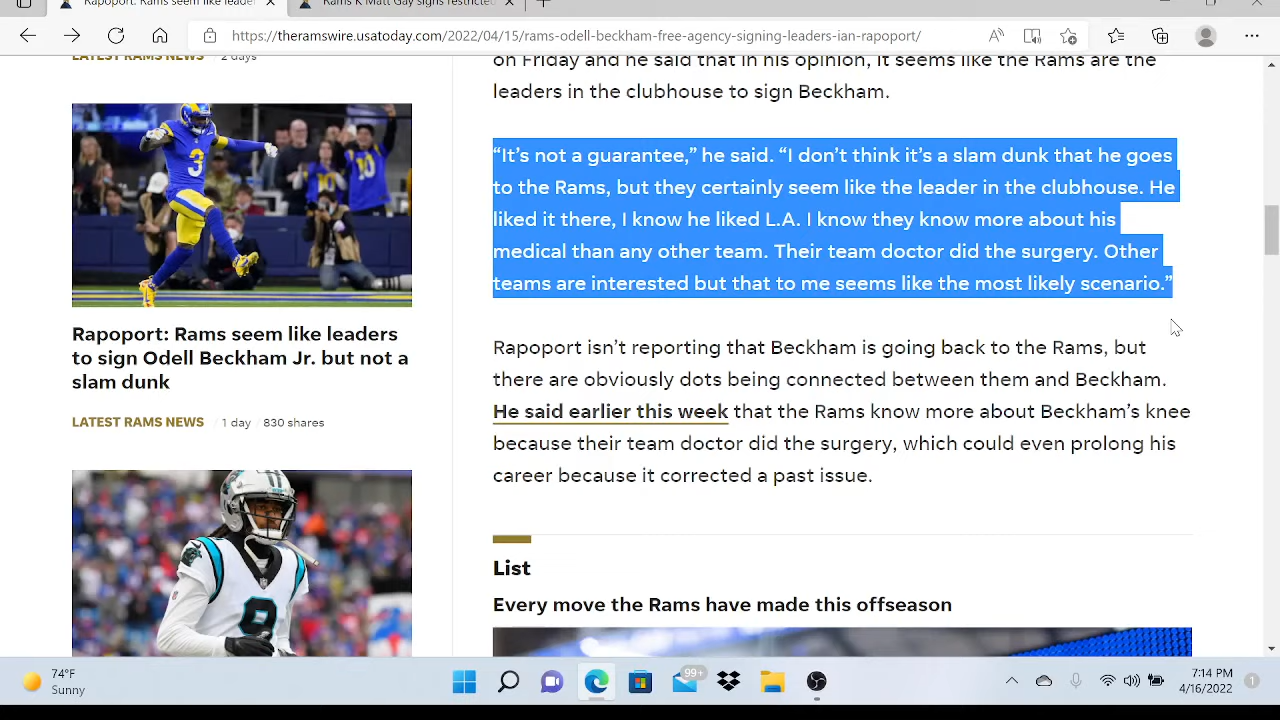 Rapoport: Rams seem like leader
Rams K Matt Gay signs restricted
https://theramswire.usatoday.com/2022/04/15/rams-odell-beckham-free-agency-signing-leaders-ian-rapoport/
LATEST RAMS NEWS / 2 days
Rapoport: Rams seem like leaders
to sign Odell Beckham Jr. but not a
slam dunk
LATEST RAMS NEWS / 1 day / 830 shares
on Friday and he said that in his opinion, it seems like the Rams are the
leaders in the clubhouse to sign Beckham.
“It’s not a guarantee,” he said. “I don’t think it’s a slam dunk that he goes
to the Rams, but they certainly seem like the leader in the clubhouse. He
liked it there, I know he liked L.A. I know they know more about his
medical than any other team. Their team doctor did the surgery. Other
teams are interested but that to me seems like the most likely scenario.”
Rapoport isn’t reporting that Beckham is going back to the Rams, but
there are obviously dots being connected between them and Beckham.
He said earlier this week that the Rams know more about Beckham’s knee
because their team doctor did the surgery, which could even prolong his
career because it corrected a past issue.
List
Every move the Rams have made this offseason
3
10
9
74°F
Sunny
99+
7:14 PM
4/16/2022
1